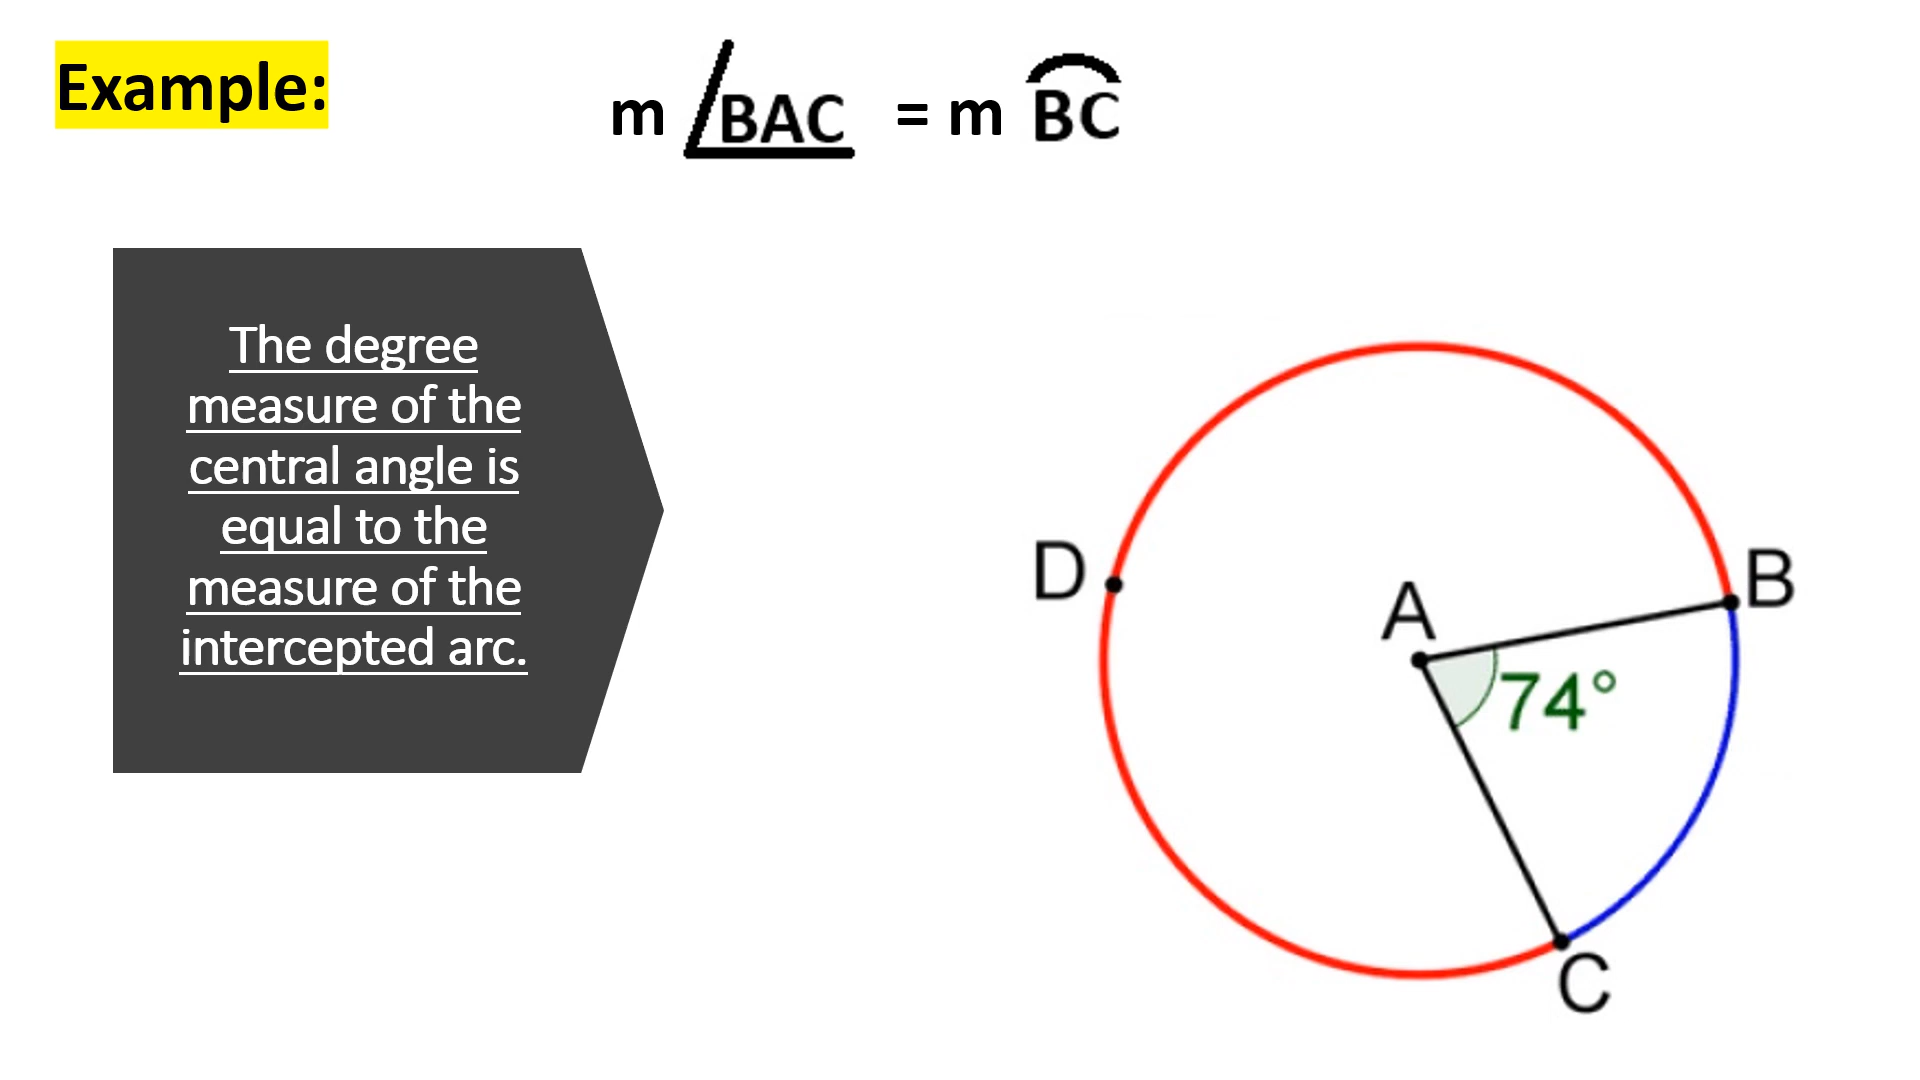 Example:
m ∠BAC = m B͡C
The degree
measure of the
central angle is
equal to the
measure of the
intercepted arc.
D
B
A
74°
C